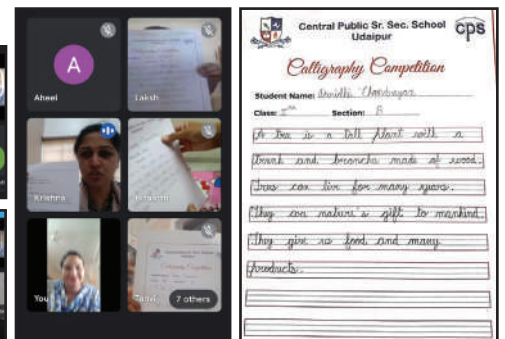 A
Aheel
Laksh
Krishna
You
7 others
Central Public Sr. Sec. School
Udaipur
CPS
Calligraphy Competition
Student Name:
Class: Section: B
A Tree is a tall plant with a
trunk and branche made of wood.
Trees can live for many years.
They are nature's gift to mankind.
They give us food and many
products.